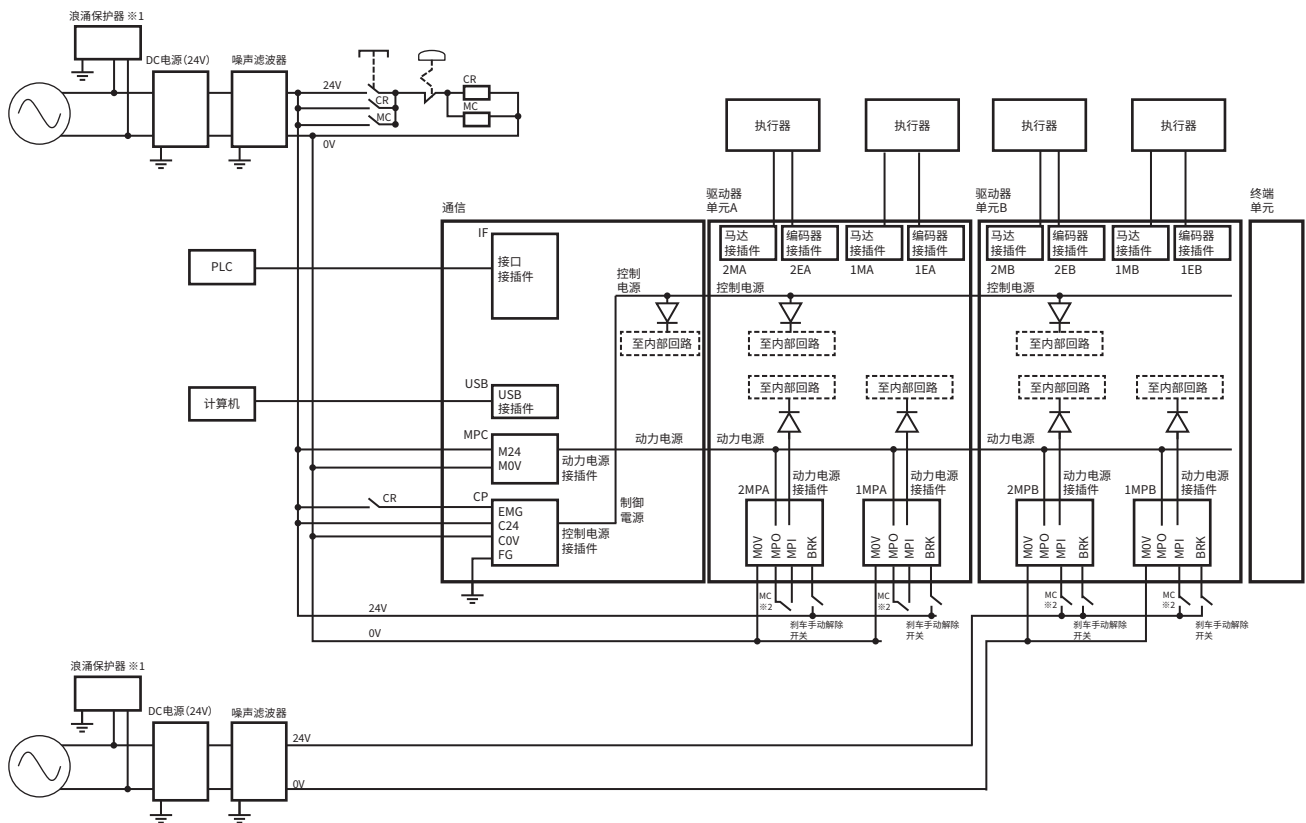 浪涌保护器 ※1
DC电源（24V）
噪声滤波器
24V
CR
MC
CR
MC
0V
执行器
执行器
执行器
执行器
通信
驱动器
单元A
驱动器
单元B
终端
单元
马达
接插件
编码器
接插件
马达
接插件
编码器
接插件
马达
接插件
编码器
接插件
马达
接插件
编码器
接插件
2MA
2EA
1MA
1EA
2MB
2EB
1MB
1EB
IF
接口
接插件
PLC
控制
电源
控制电源
控制电源
至内部回路
至内部回路
至内部回路
至内部回路
至内部回路
至内部回路
至内部回路
计算机
USB
USB
接插件
MPC
M24
M0V
动力电源
接插件
动力电源
动力电源
动力电源
CR
CP
EMG
C24
C0V
FG
制御
電源
控制电源
接插件
2MPA
动力电源
接插件
1MPA
动力电源
接插件
2MPB
动力电源
接插件
1MPB
动力电源
接插件
M0V
MPO
MPI
BRK
M0V
MPO
MPI
BRK
M0V
MPO
MPI
BRK
M0V
MPO
MPI
BRK
MC
※2
MC
※2
MC
※2
MC
※2
24V
刹车手动解除
开关
刹车手动解除
开关
刹车手动解除
开关
刹车手动解除
开关
0V
浪涌保护器 ※1
DC电源（24V）
噪声滤波器
24V
0V